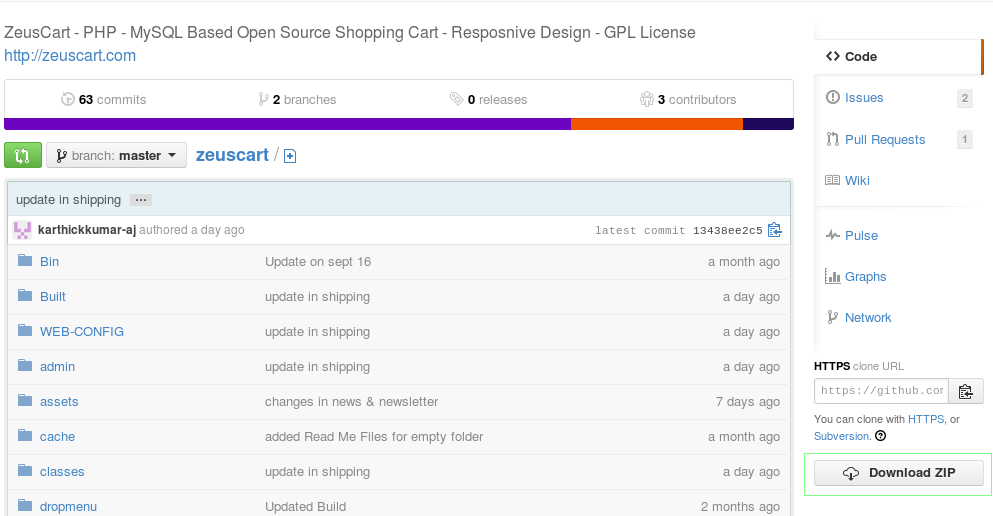 ZeusCart - PHP - MySQL Based Open Source Shopping Cart - Resposnive Design - GPL License
http://zeuscart.com
63 commits 2 branches 0 releases 3 contributors
branch: master zeuscart /
update in shipping ...
karthickkumar-aj authored a day ago latest commit 13438ee2c5
Bin Update on sept 16 a month ago
Built update in shipping a day ago
WEB-CONFIG update in shipping a day ago
admin update in shipping a day ago
assets changes in news & newsletter 7 days ago
cache added Read Me Files for empty folder a month ago
classes update in shipping a day ago
dropmenu Updated Build 2 months ago
Code
Issues 2
Pull Requests 1
Wiki
Pulse
Graphs
Network
HTTPS clone URL
https://github.com
You can clone with HTTPS, or
Subversion. ?
Download ZIP